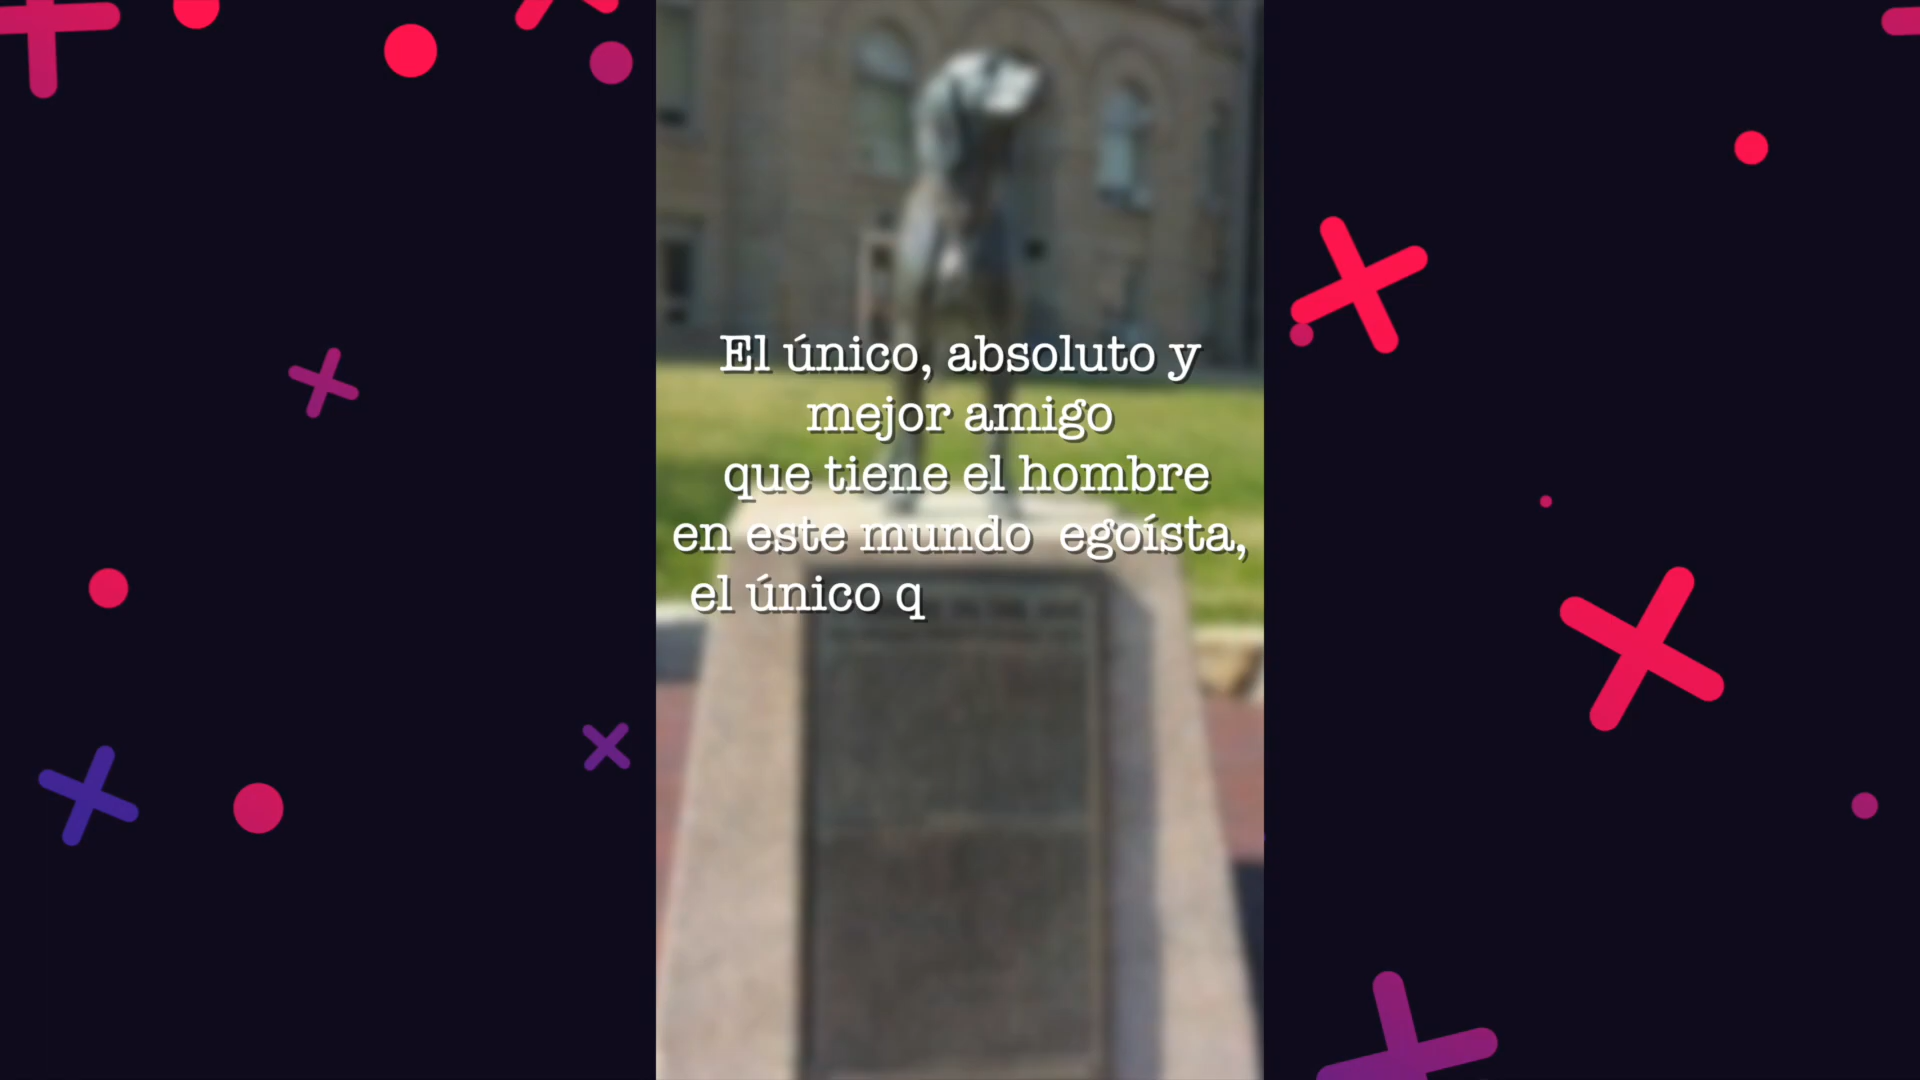 El único, absoluto y
mejor amigo
que tiene el hombre
en este mundo  egoísta,
el único q